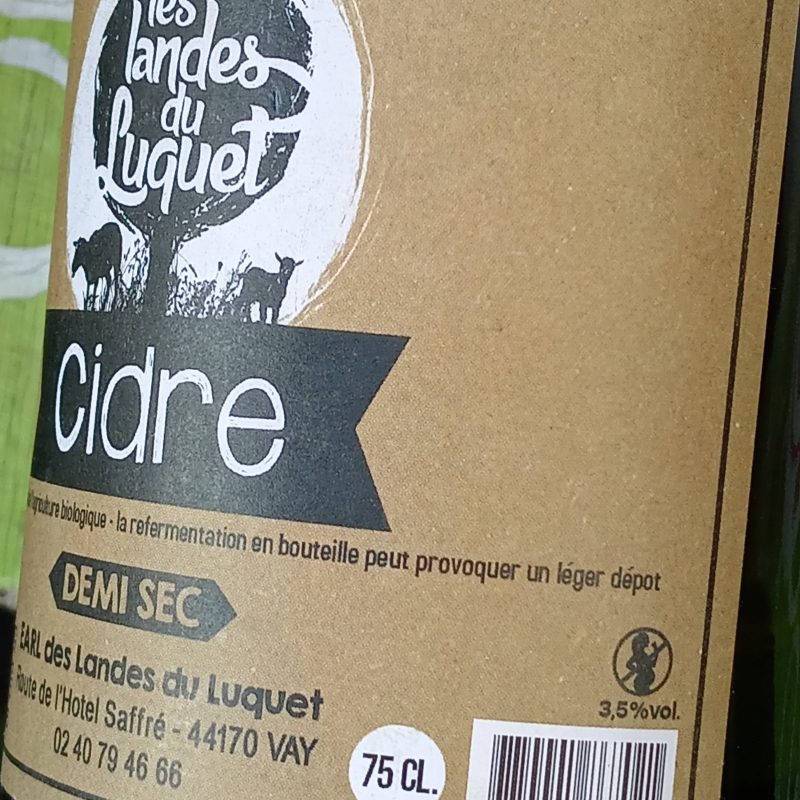 les
landes
du
Luquet
Cidre
l'agriculture biologique - la refermentation en bouteille peut provoquer un léger dépot
DEMI SEC
EARL des Landes du Luquet
Route de l'Hotel Saffré - 44170 VAY
02 40 79 46 66
3,5%vol.
75 CL.